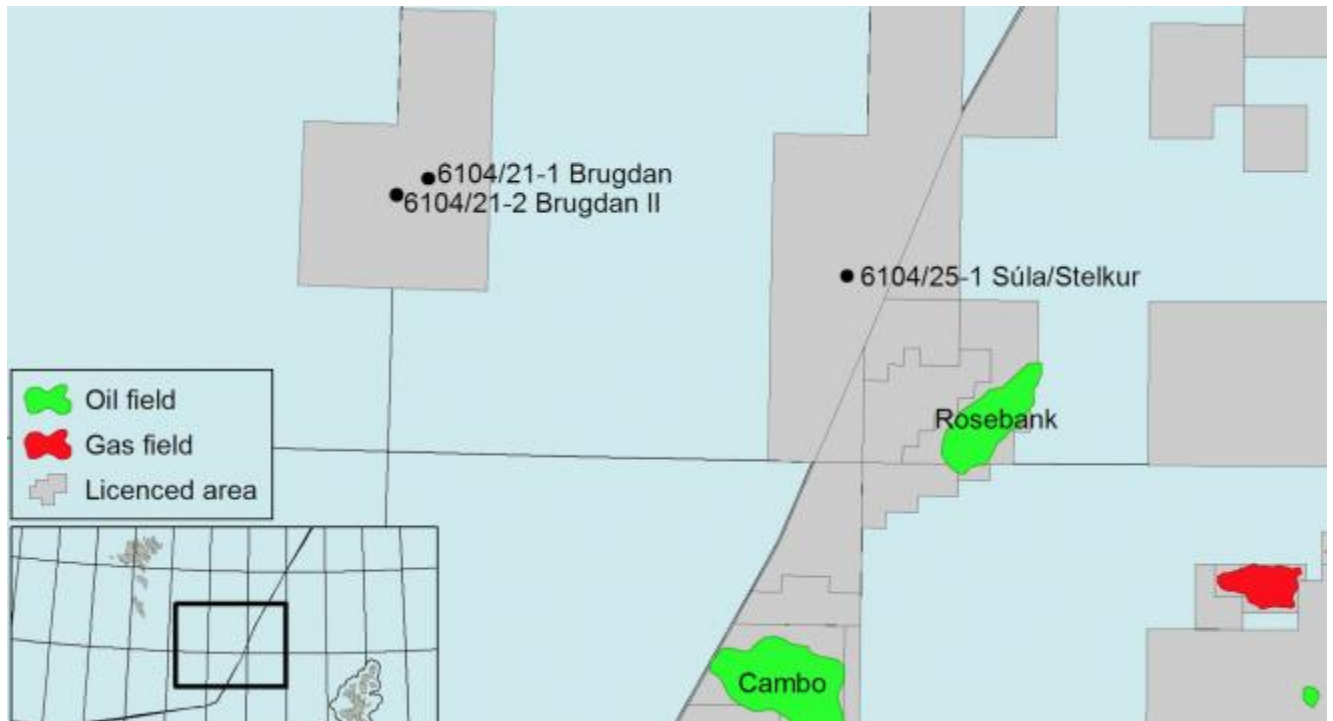 6104/21-1 Brugdan
6104/21-2 Brugdan II
6104/25-1 Súla/Stelkur
Oil field
Gas field
Licenced area
Rosebank
Cambo